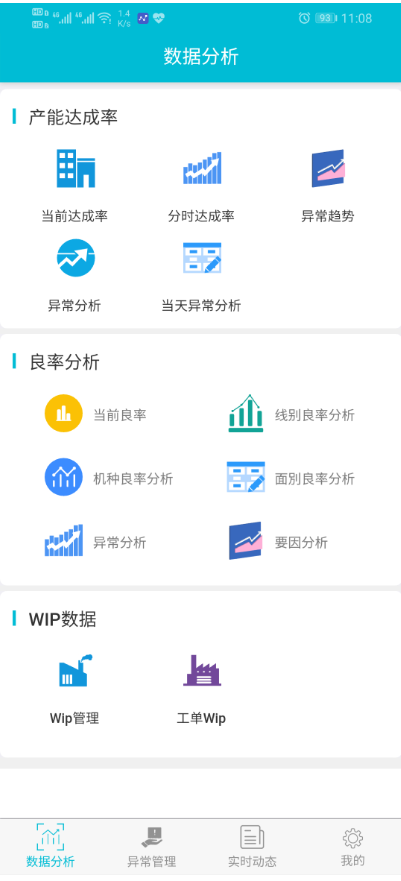 1.4 K/s 93 11:08
数据分析
产能达成率
当前达成率 分时达成率 异常趋势
异常分析 当天异常分析
良率分析
当前良率 线别良率分析
机种良率分析 面别良率分析
异常分析 要因分析
WIP数据
Wip管理 工单Wip
数据分析 异常管理 实时动态 我的